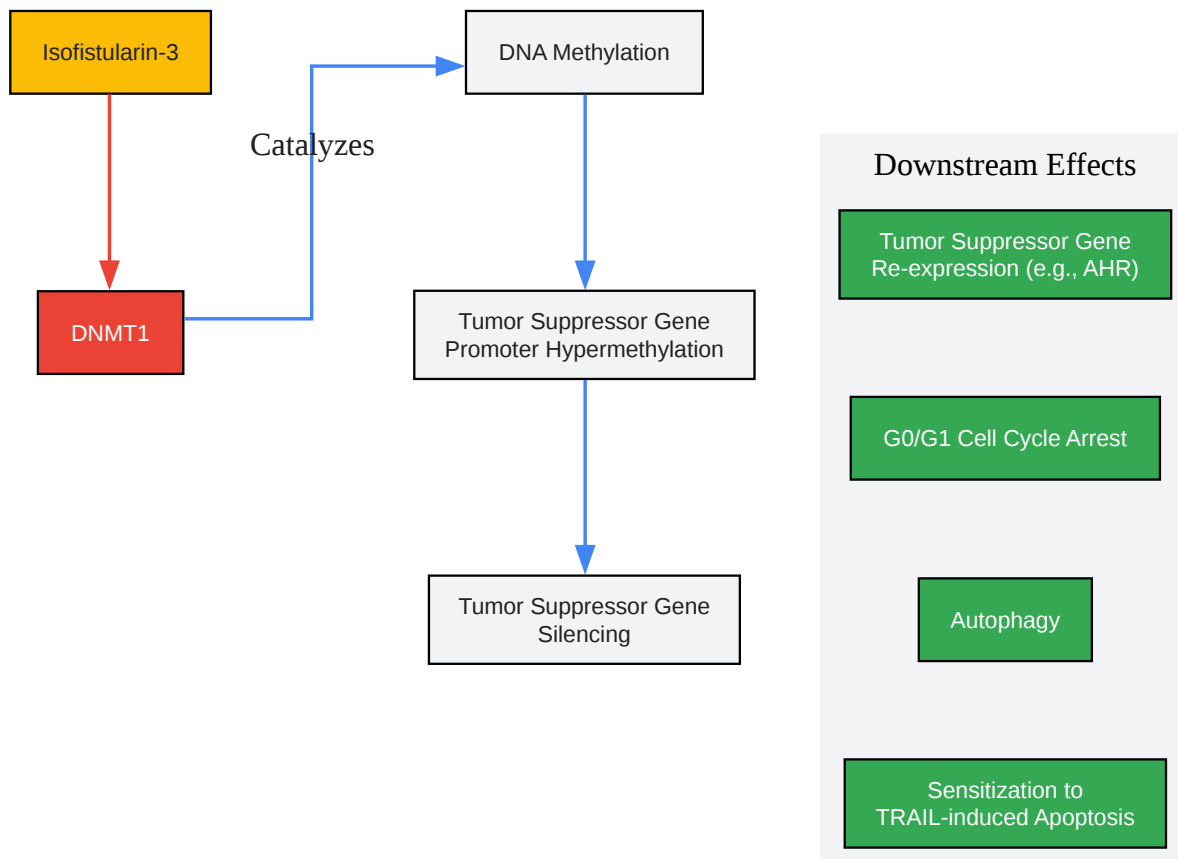 Isofistularin-3
DNA Methylation
Catalyzes
DNMT1
Tumor Suppressor Gene
Promoter Hypermethylation
Tumor Suppressor Gene
Silencing
Downstream Effects
Tumor Suppressor Gene
Re-expression (e.g., AHR)
G0/G1 Cell Cycle Arrest
Autophagy
Sensitization to
TRAIL-induced Apoptosis